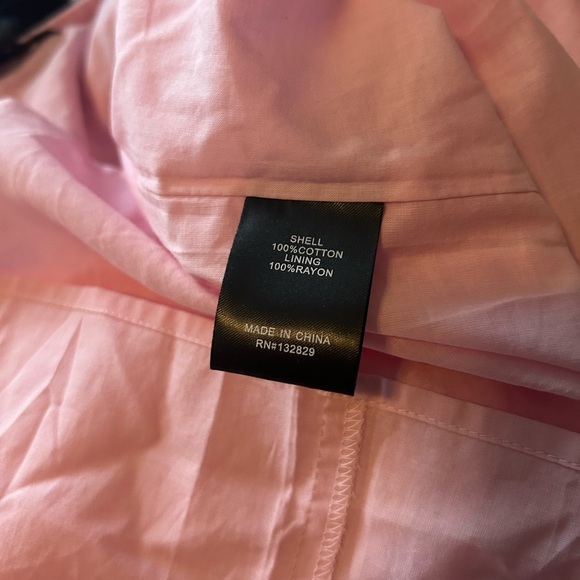 SHELL
100%COTTON
LINING
100%RAYON
MADE IN CHINA
RN#132829